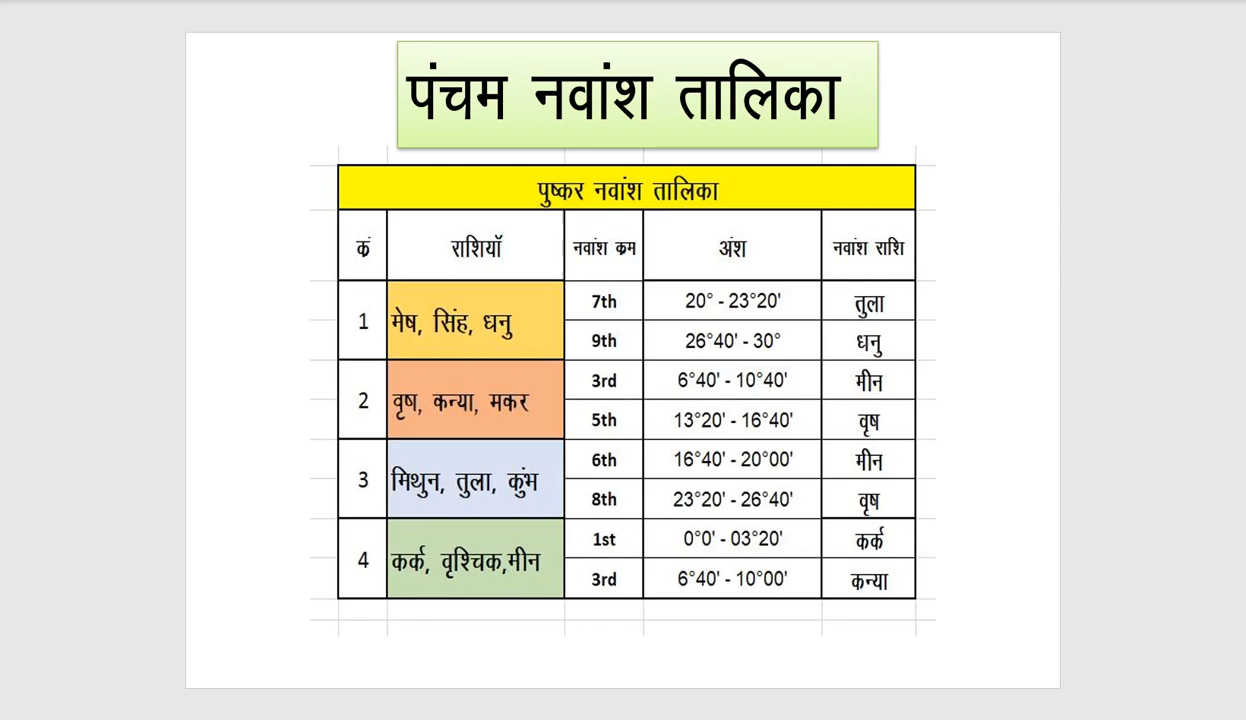 पंचम नवांश तालिका
पुष्कर नवांश तालिका
क्रं राशियाॅ नवांश क्रम अंश नवांश राशि
1 मेष, सिंह, धनु 7th 20° - 23°20' तुला
9th 26°40' - 30° धनु
2 वृष, कन्या, मकर 3rd 6°40' - 10°40' मीन
5th 13°20' - 16°40' वृष
3 मिथुन, तुला, कुंभ 6th 16°40' - 20°00' मीन
8th 23°20' - 26°40' वृष
4 कर्क, वृश्चिक,मीन 1st 0°0' - 03°20' कर्क
3rd 6°40' - 10°00' कन्या